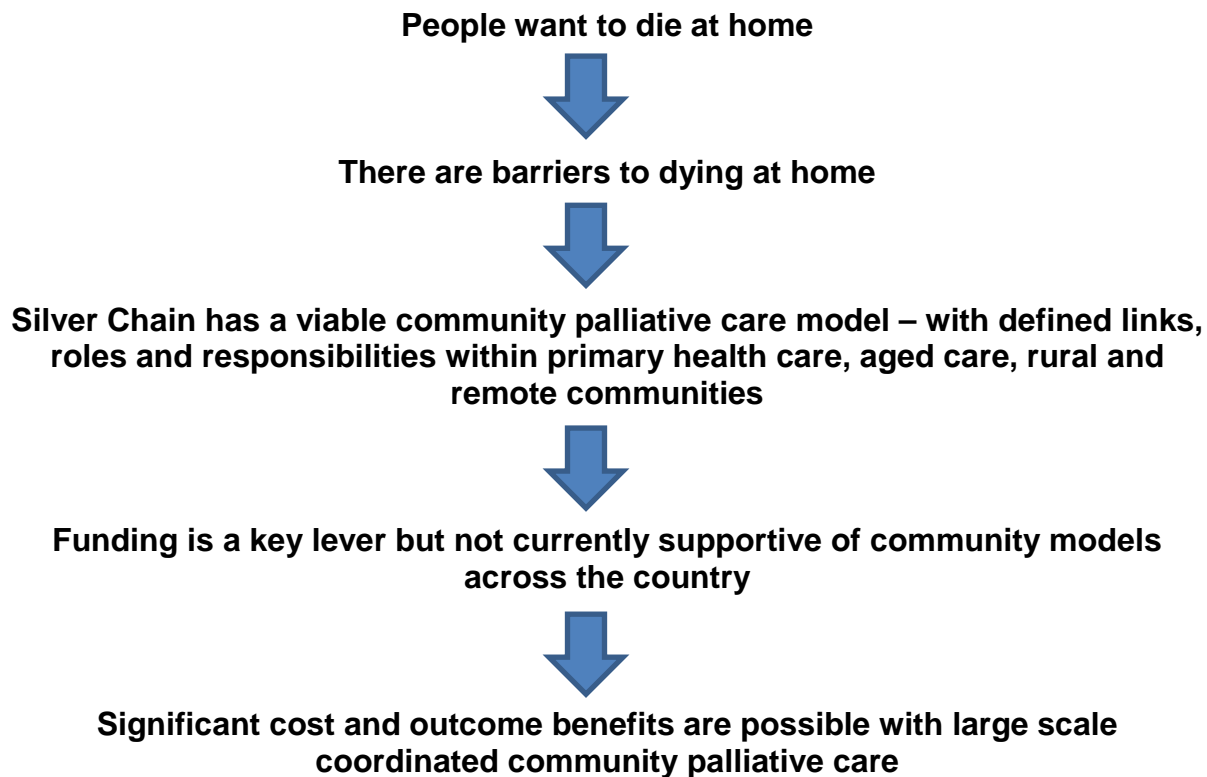 People want to die at home
There are barriers to dying at home
Silver Chain has a viable community palliative care model – with defined links,
roles and responsibilities within primary health care, aged care, rural and
remote communities
Funding is a key lever but not currently supportive of community models
across the country
Significant cost and outcome benefits are possible with large scale
coordinated community palliative care